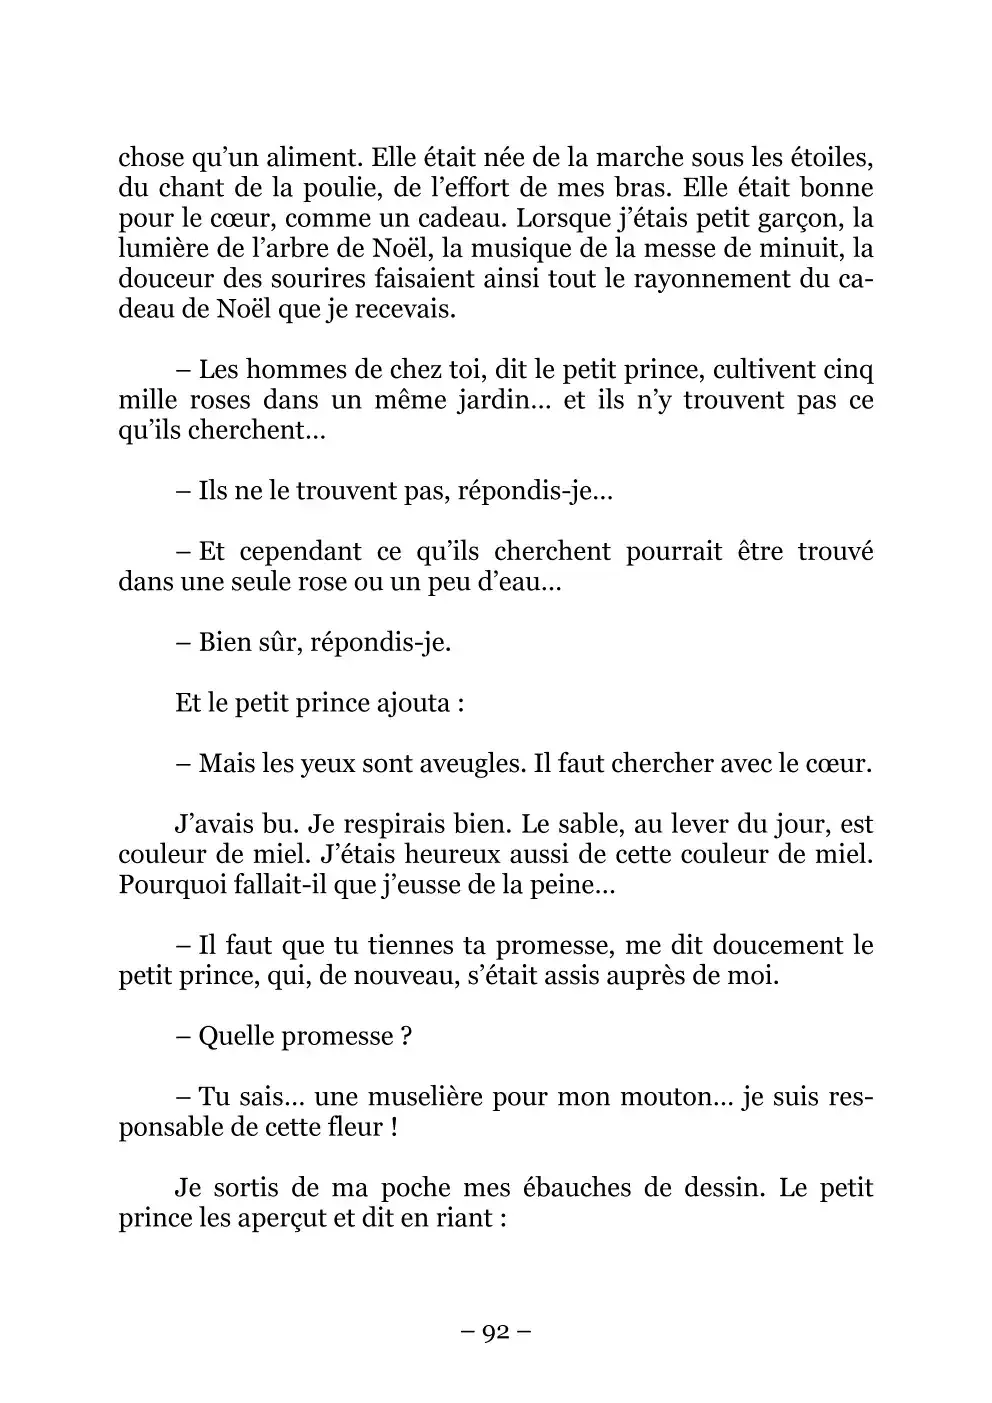 chose qu’un aliment. Elle était née de la marche sous les étoiles,
du chant de la poulie, de l’effort de mes bras. Elle était bonne
pour le cœur, comme un cadeau. Lorsque j’étais petit garçon, la
lumière de l’arbre de Noël, la musique de la messe de minuit, la
douceur des sourires faisaient ainsi tout le rayonnement du ca-
deau de Noël que je recevais.
– Les hommes de chez toi, dit le petit prince, cultivent cinq
mille roses dans un même jardin… et ils n’y trouvent pas ce
qu’ils cherchent…
– Ils ne le trouvent pas, répondis-je…
– Et cependant ce qu’ils cherchent pourrait être trouvé
dans une seule rose ou un peu d’eau…
– Bien sûr, répondis-je.
Et le petit prince ajouta :
– Mais les yeux sont aveugles. Il faut chercher avec le cœur.
J’avais bu. Je respirais bien. Le sable, au lever du jour, est
couleur de miel. J’étais heureux aussi de cette couleur de miel.
Pourquoi fallait-il que j’eusse de la peine…
– Il faut que tu tiennes ta promesse, me dit doucement le
petit prince, qui, de nouveau, s’était assis auprès de moi.
– Quelle promesse ?
– Tu sais… une muselière pour mon mouton… je suis res-
ponsable de cette fleur !
Je sortis de ma poche mes ébauches de dessin. Le petit
prince les aperçut et dit en riant :
– 92 –